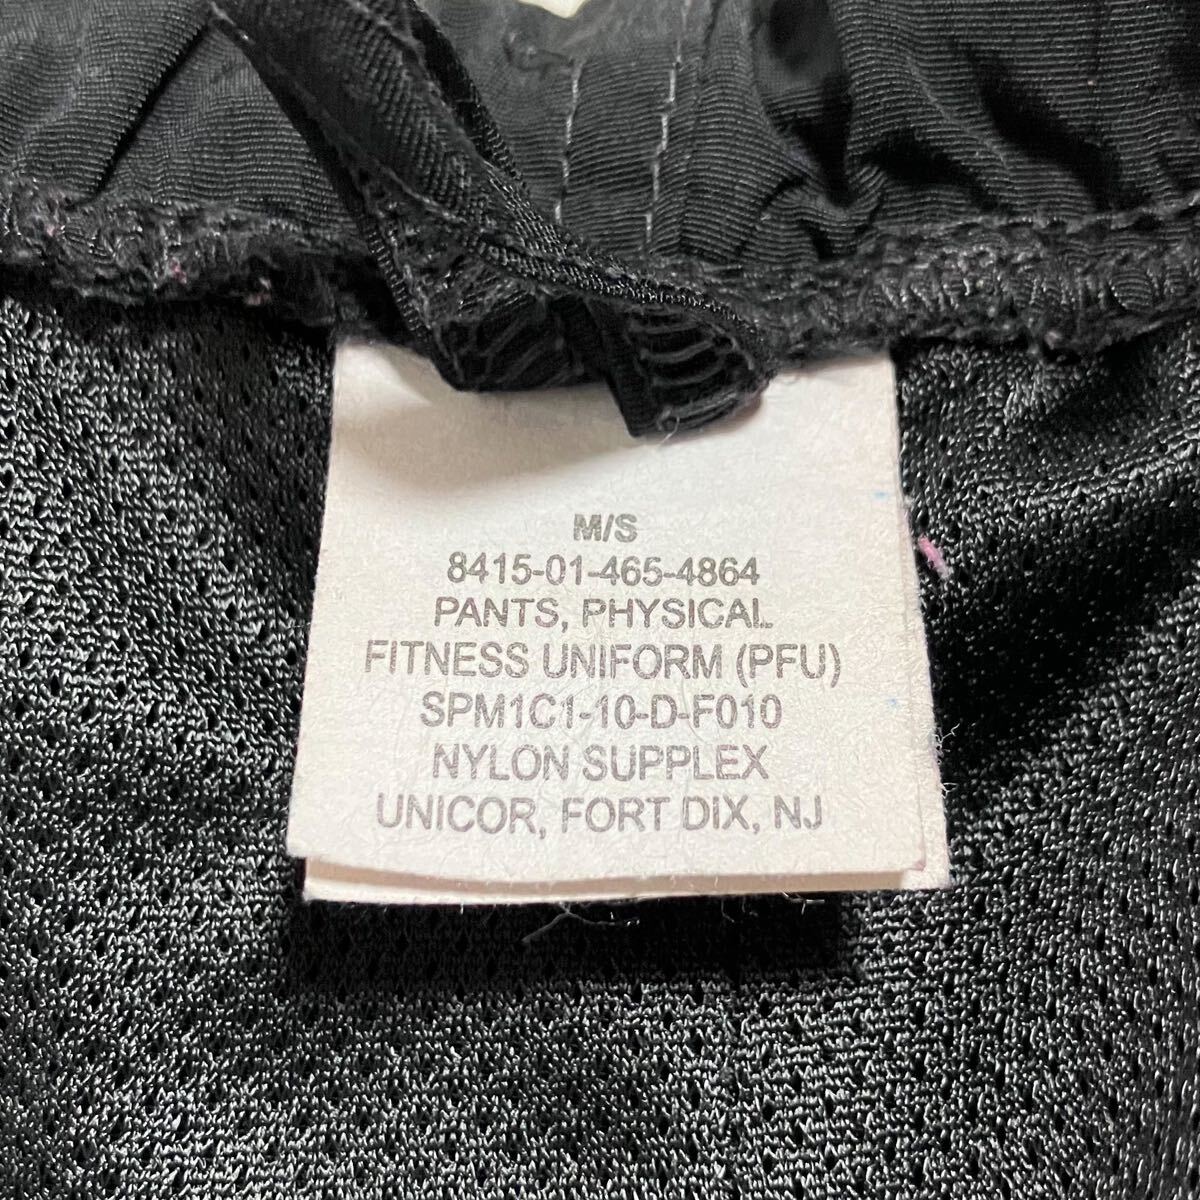 M/S
8415-01-465-4864
PANTS, PHYSICAL
FITNESS UNIFORM (PFU)
SPM1C1-10-D-F010
NYLON SUPPLEX
UNICOR, FORT DIX, NJ